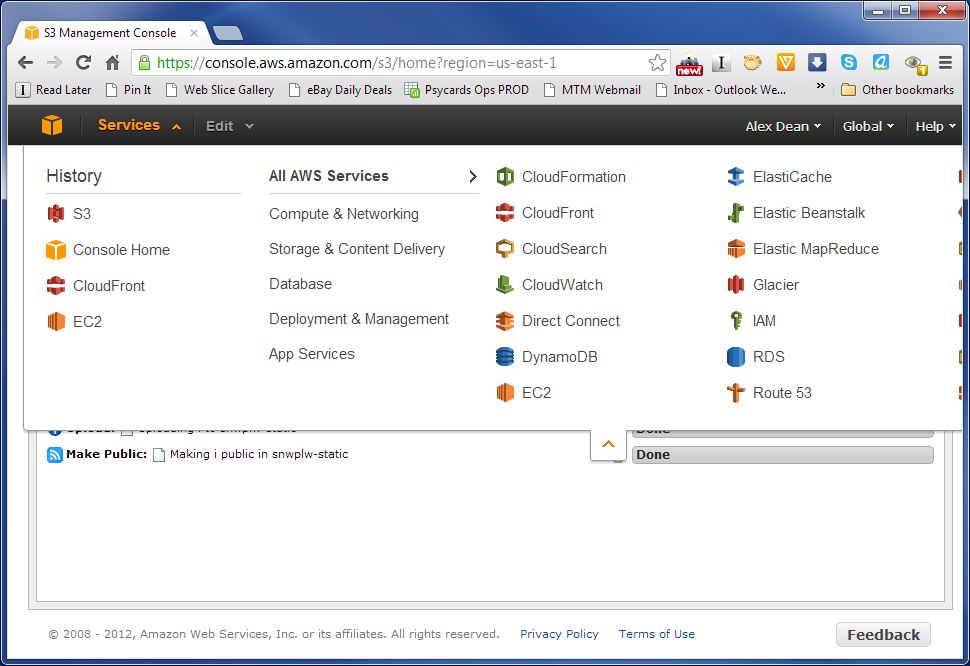 S3 Management Console
https://console.aws.amazon.com/s3/home?region=us-east-1
new!
Read Later Pin It Web Slice Gallery eBay Daily Deals Psycards Ops PROD MTM Webmail Inbox - Outlook We... » Other bookmarks
Services Edit Alex Dean Global Help
History
S3
Console Home
CloudFront
EC2
All AWS Services
Compute & Networking
Storage & Content Delivery
Database
Deployment & Management
App Services
CloudFormation
CloudFront
CloudSearch
CloudWatch
Direct Connect
DynamoDB
EC2
ElastiCache
Elastic Beanstalk
Elastic MapReduce
Glacier
IAM
RDS
Route 53
Upload: Uploading i to snwplw-static Done
Make Public: Making i public in snwplw-static Done
© 2008 - 2012, Amazon Web Services, Inc. or its affiliates. All rights reserved. Privacy Policy Terms of Use Feedback